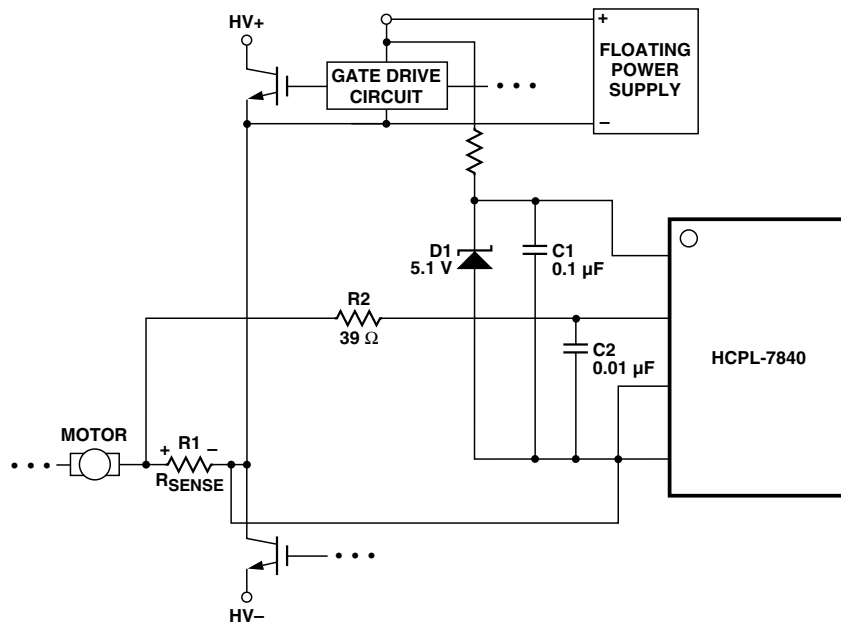 HV+
+
FLOATING
POWER
SUPPLY
GATE DRIVE
CIRCUIT
• • •
–
D1
5.1 V
C1
0.1 µF
R2
39 Ω
C2
0.01 µF
HCPL-7840
MOTOR
+ R1 –
• • •
RSENSE
• • •
HV–